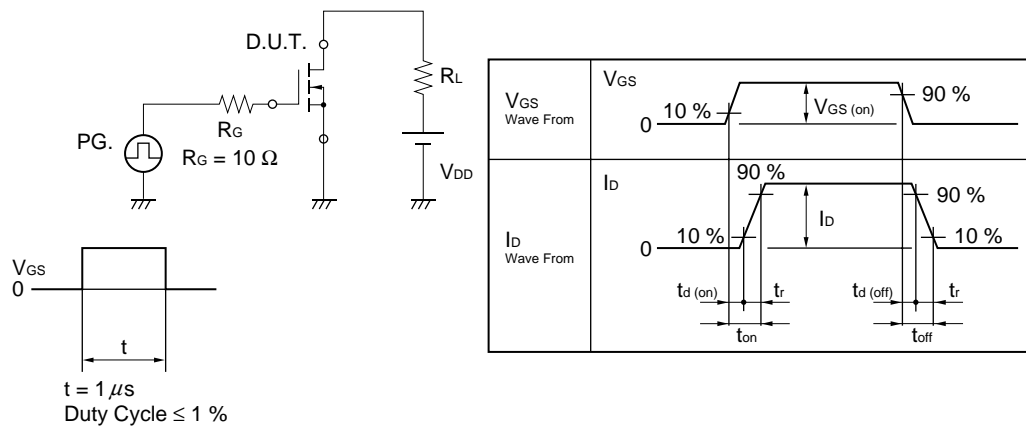 D.U.T.
RL
RG
PG.
RG = 10 Ω
VDD
VGS
0
t
t = 1 μs
Duty Cycle ≤ 1 %
VGS
Wave From
VGS
10 %
0
VGS (on)
90 %
ID
Wave From
ID
90 %
90 %
10 %
ID
10 %
0
td (on)
tr
td (off)
tr
ton
toff